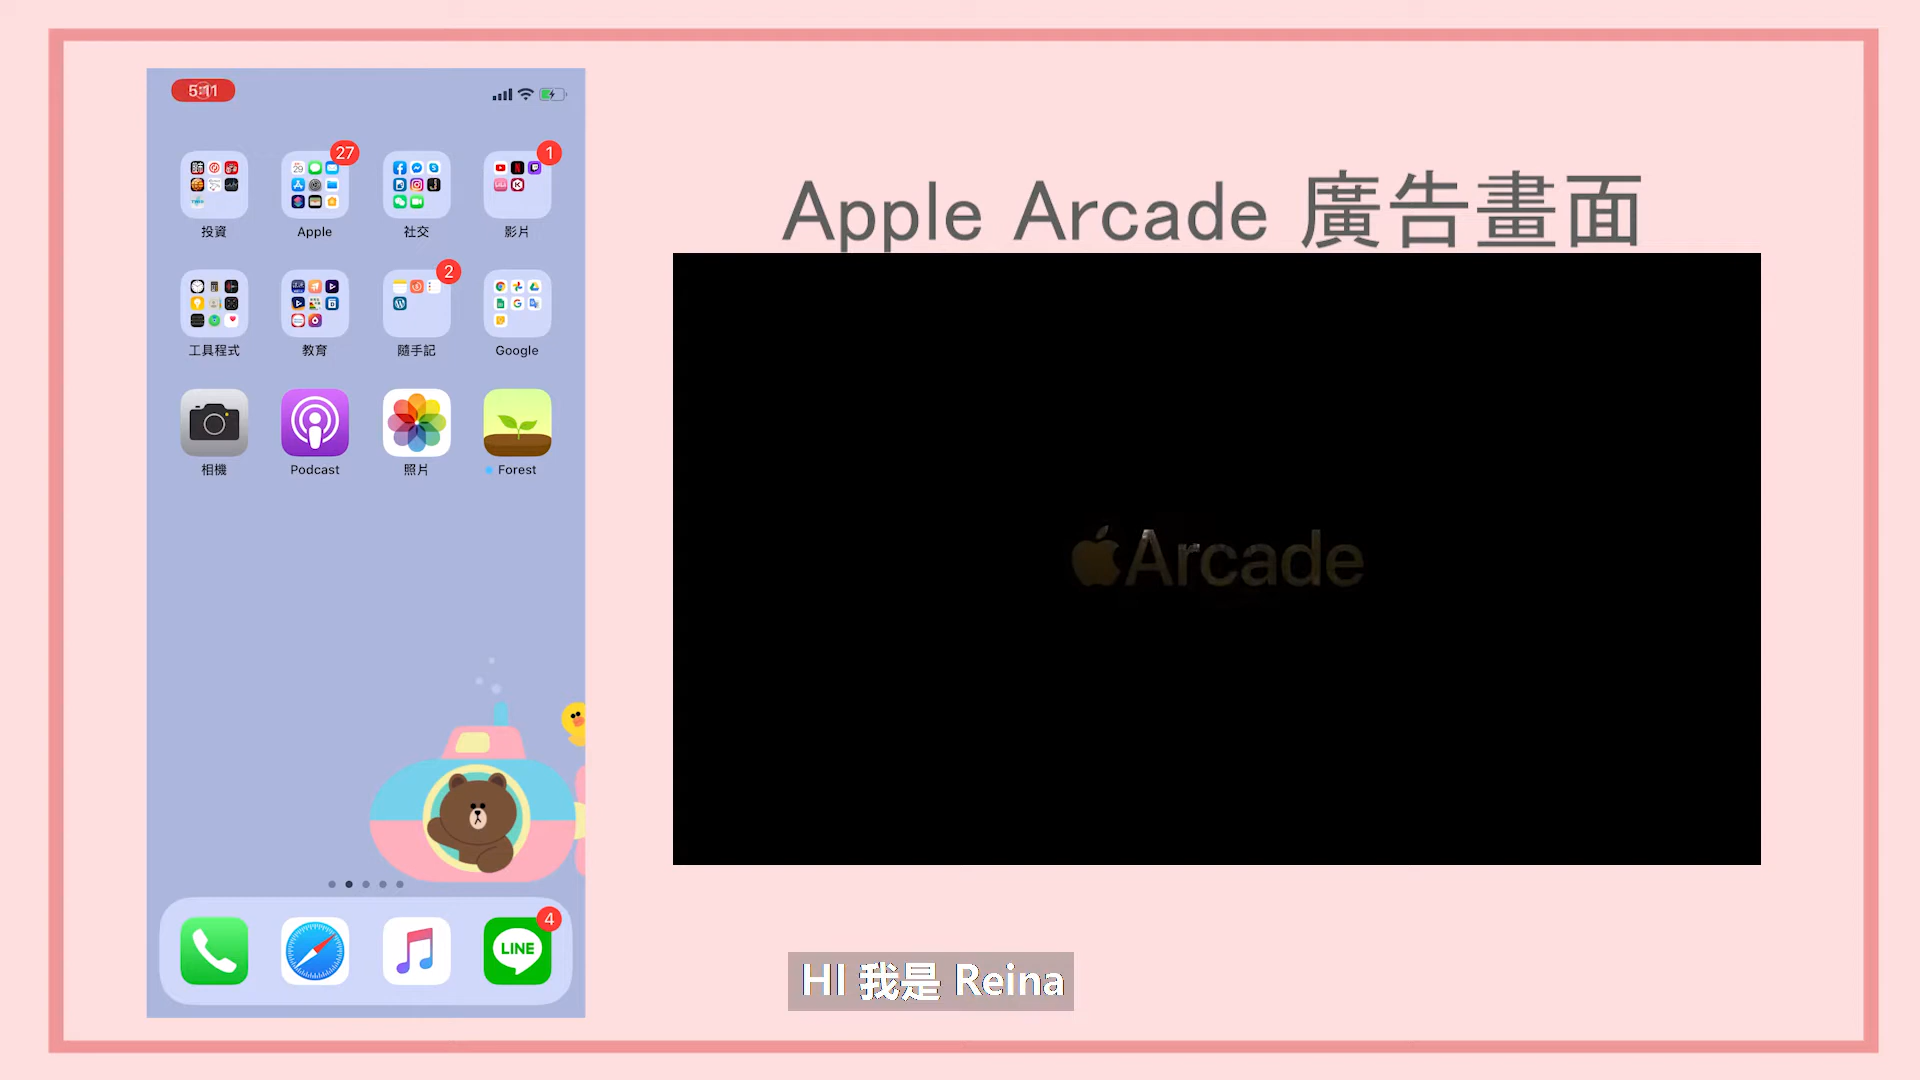 5:11
27
1
投資
Apple
社交
影片
2
工具程式
教育
隨手記
Google
相機
Podcast
照片
Forest
4
LINE
Apple Arcade 廣告畫面
Arcade
HI 我是 Reina